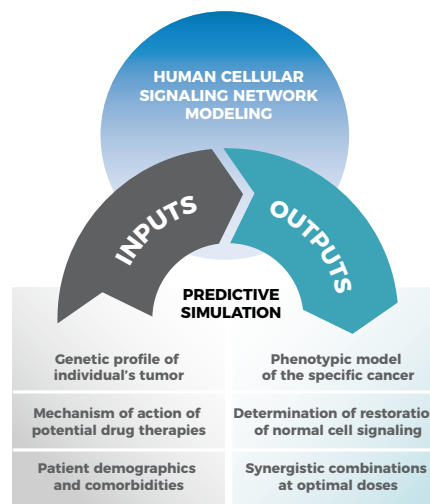 HUMAN CELLULAR
SIGNALING NETWORK
MODELING
INPUTS
OUTPUTS
PREDICTIVE
SIMULATION
Genetic profile of
individual's tumor
Mechanism of action of
potential drug therapies
Patient demographics
and comorbidities
Phenotypic model
of the specific cancer
Determination of restoratio
of normal cell signaling
Synergistic combinations
at optimal doses